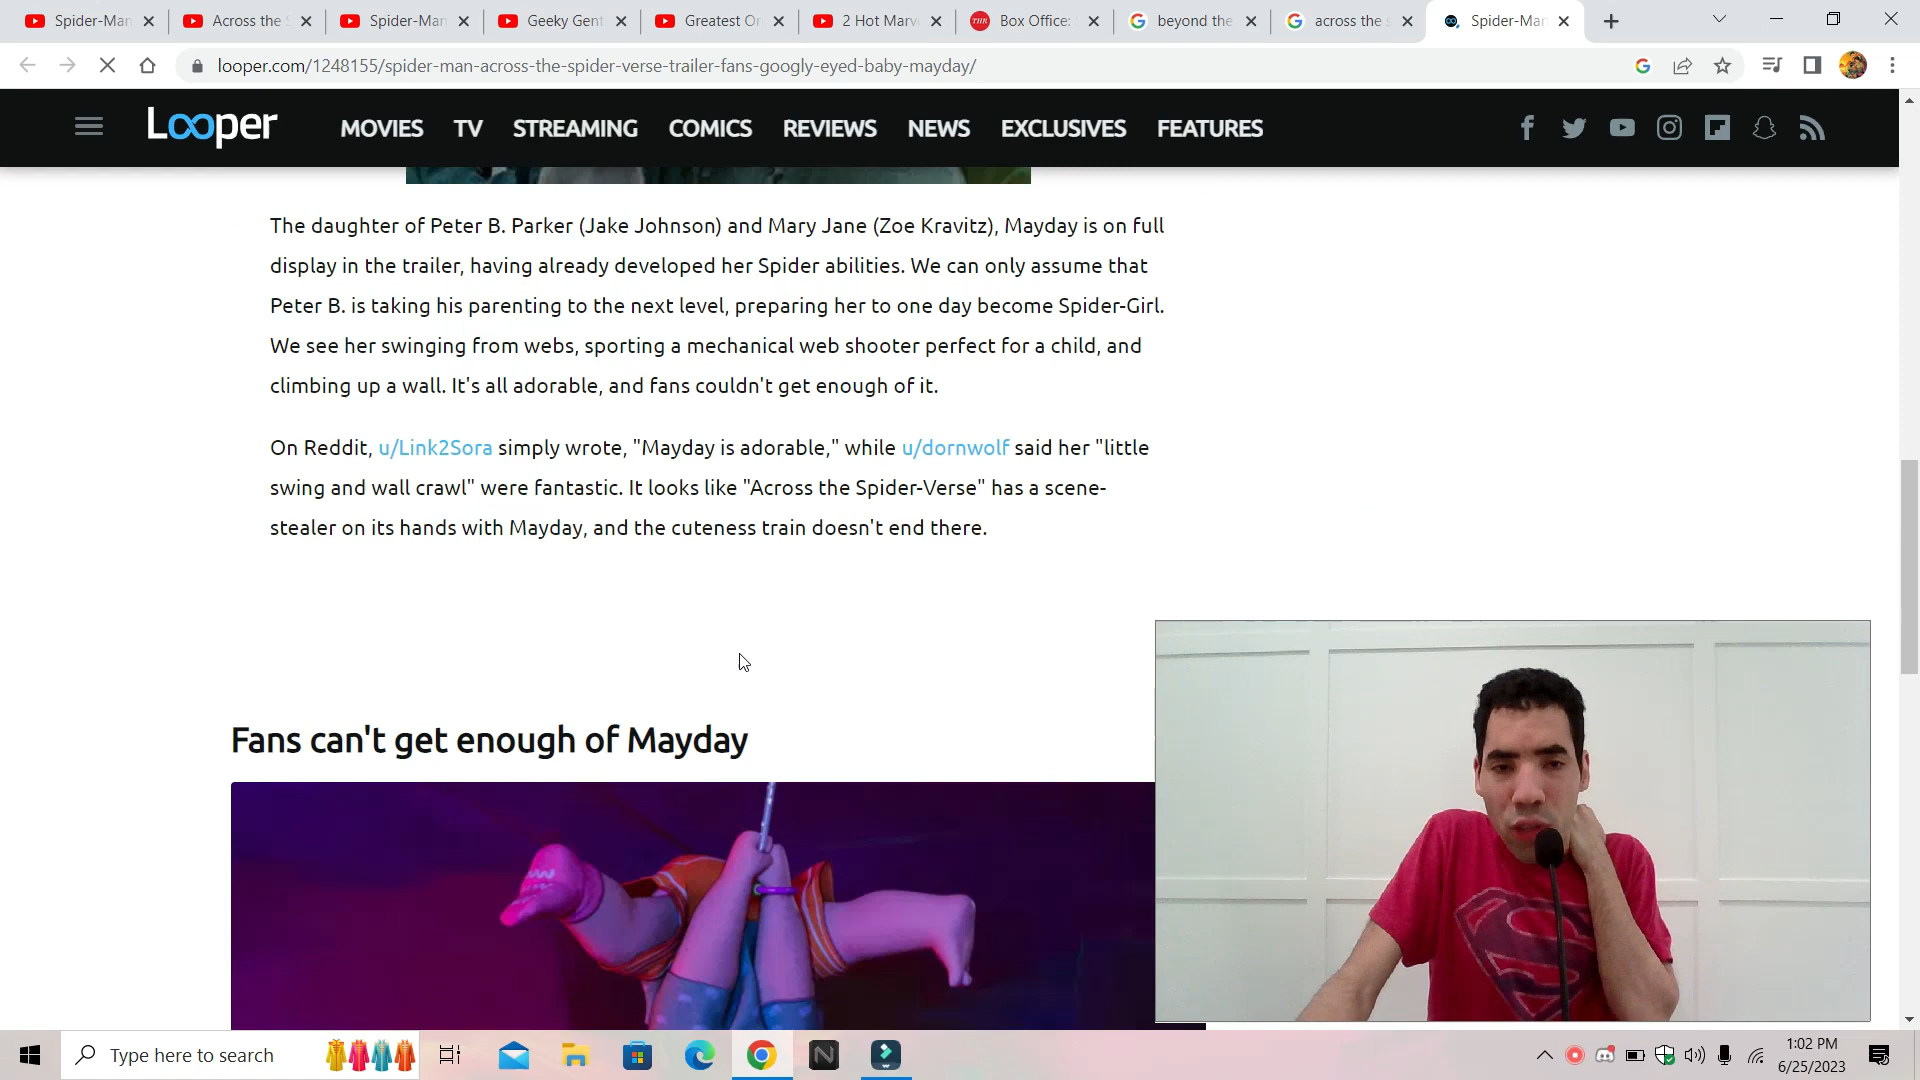 Spider-Man
Across the S
Spider-Man
Geeky Gent
Greatest Or
2 Hot Marv
THR
Box Office:
beyond the
across the s
Spider-Man
looper.com/1248155/spider-man-across-the-spider-verse-trailer-fans-googly-eyed-baby-mayday/
Looper
MOVIES TV STREAMING COMICS REVIEWS NEWS EXCLUSIVES FEATURES
The daughter of Peter B. Parker (Jake Johnson) and Mary Jane (Zoe Kravitz), Mayday is on full
display in the trailer, having already developed her Spider abilities. We can only assume that
Peter B. is taking his parenting to the next level, preparing her to one day become Spider-Girl.
We see her swinging from webs, sporting a mechanical web shooter perfect for a child, and
climbing up a wall. It's all adorable, and fans couldn't get enough of it.
On Reddit, u/Link2Sora simply wrote, "Mayday is adorable," while u/dornwolf said her "little
swing and wall crawl" were fantastic. It looks like "Across the Spider-Verse" has a scene-
stealer on its hands with Mayday, and the cuteness train doesn't end there.
Fans can't get enough of Mayday
Type here to search
1:02 PM
6/25/2023